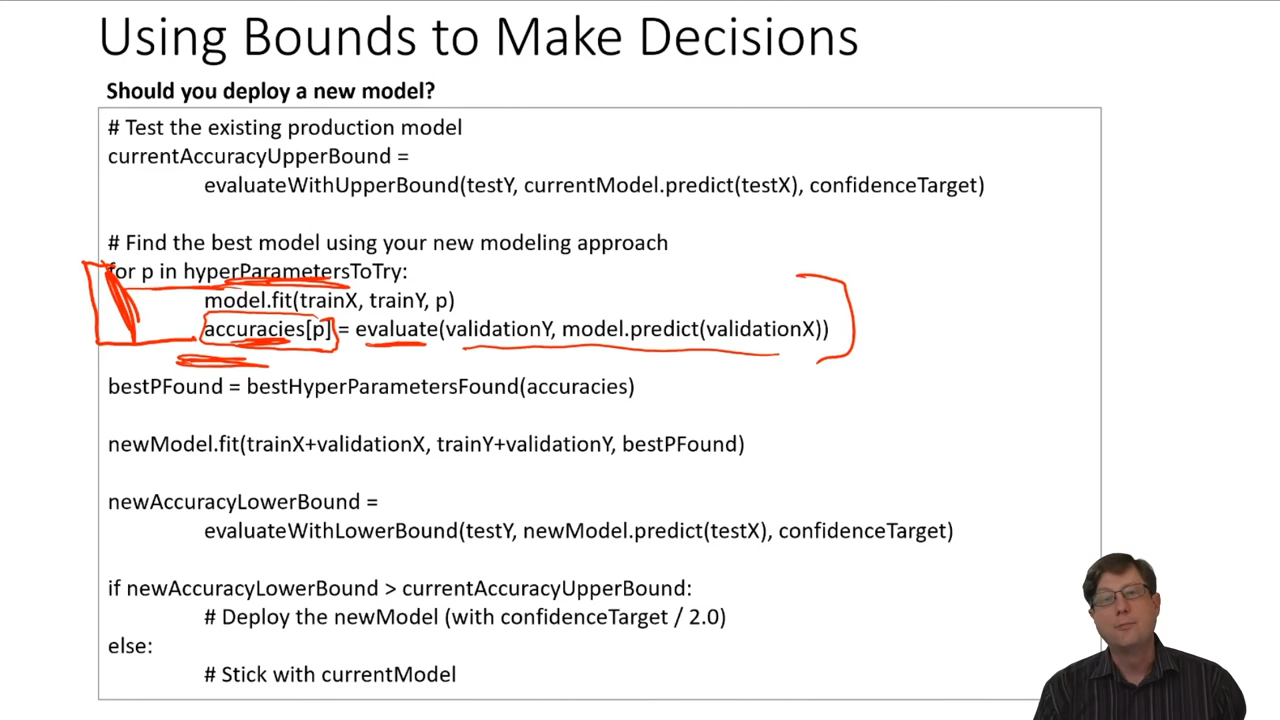 Using Bounds to Make Decisions
Should you deploy a new model?
# Test the existing production model
currentAccuracyUpperBound =
evaluateWithUpperBound(testY, currentModel.predict(testX), confidenceTarget)
# Find the best model using your new modeling approach
for p in hyperParametersToTry:
model.fit(trainX, trainY, p)
accuracies[p] = evaluate(validationY, model.predict(validationX))
bestPFound = bestHyperParametersFound(accuracies)
newModel.fit(trainX+validationX, trainY+validationY, bestPFound)
newAccuracyLowerBound =
evaluateWithLowerBound(testY, newModel.predict(testX), confidenceTarget)
if newAccuracyLowerBound > currentAccuracyUpperBound:
# Deploy the newModel (with confidenceTarget / 2.0)
else:
# Stick with currentModel